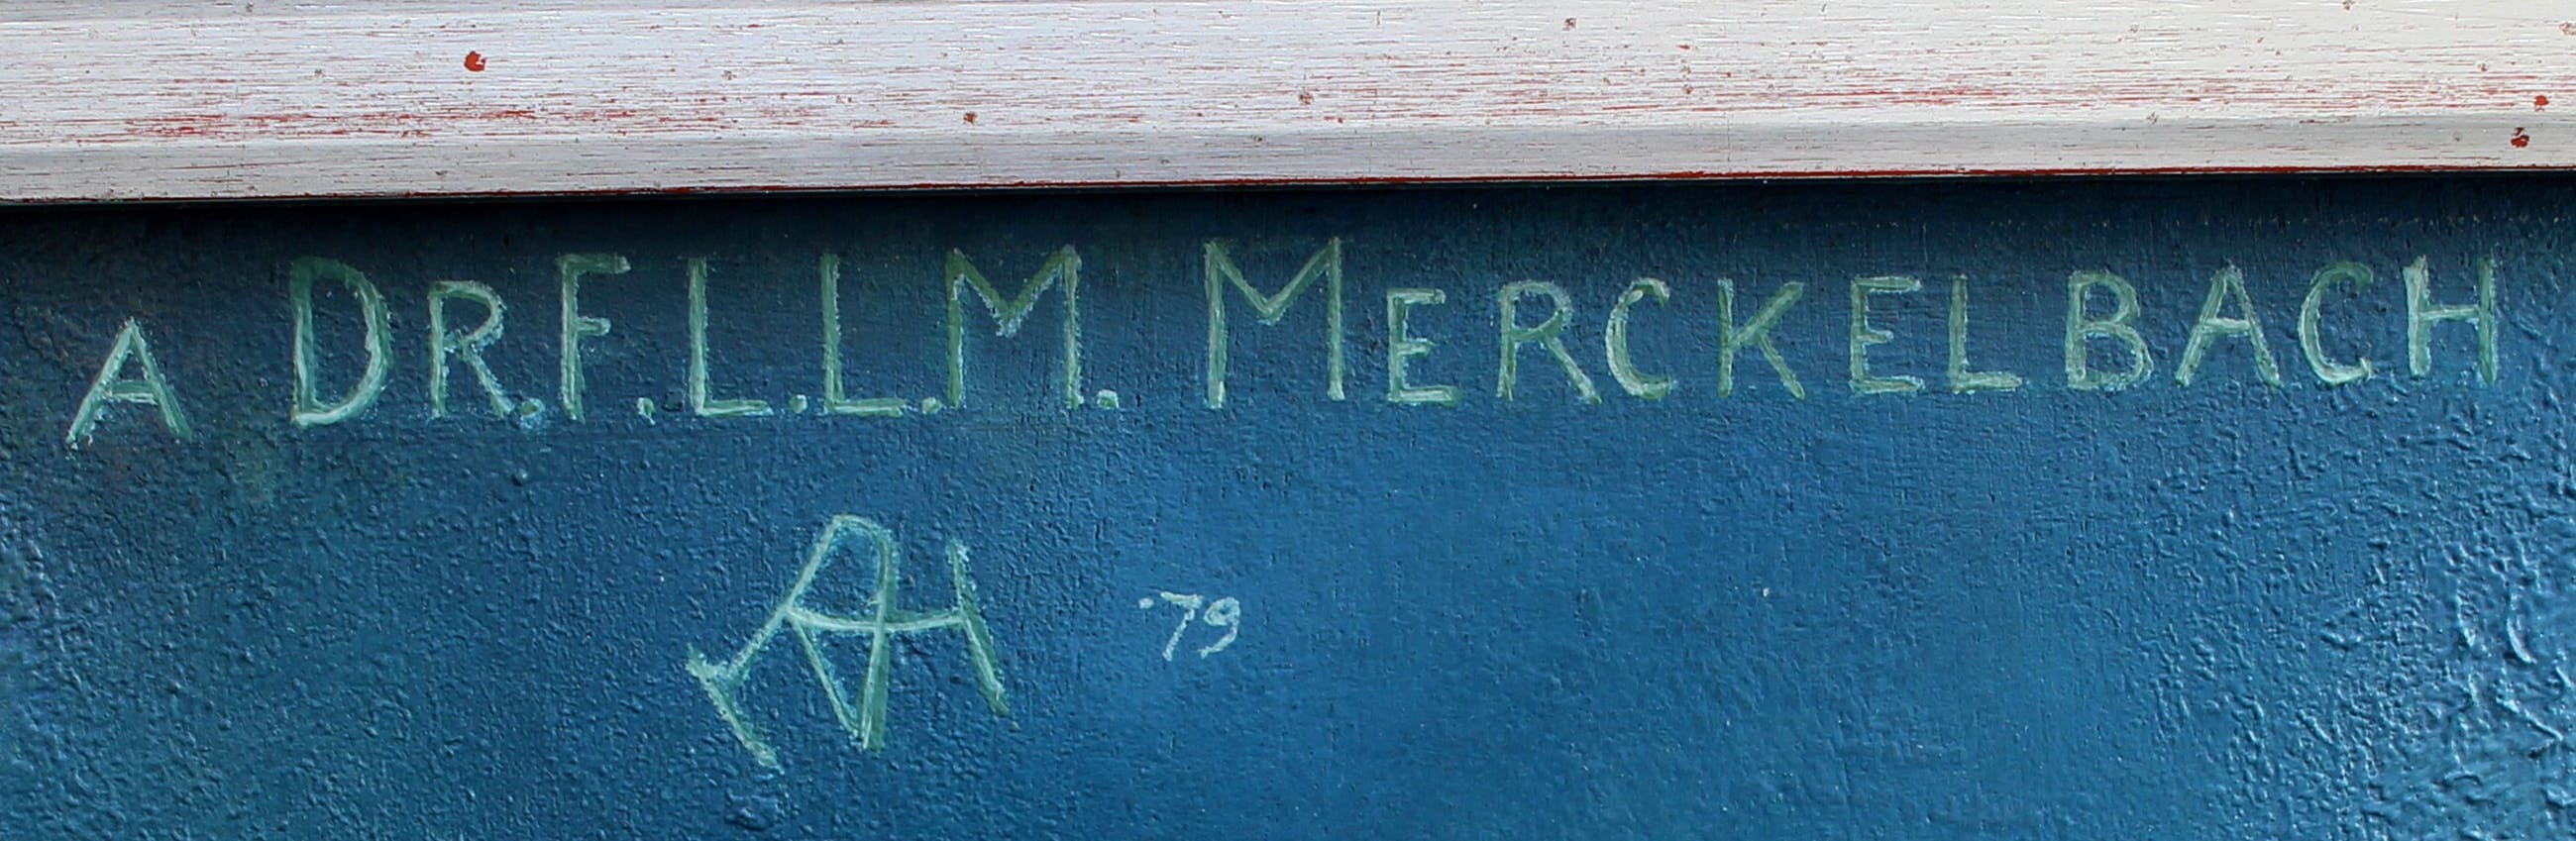 A DR.F.L.L.M. MERCKELBACH
'79